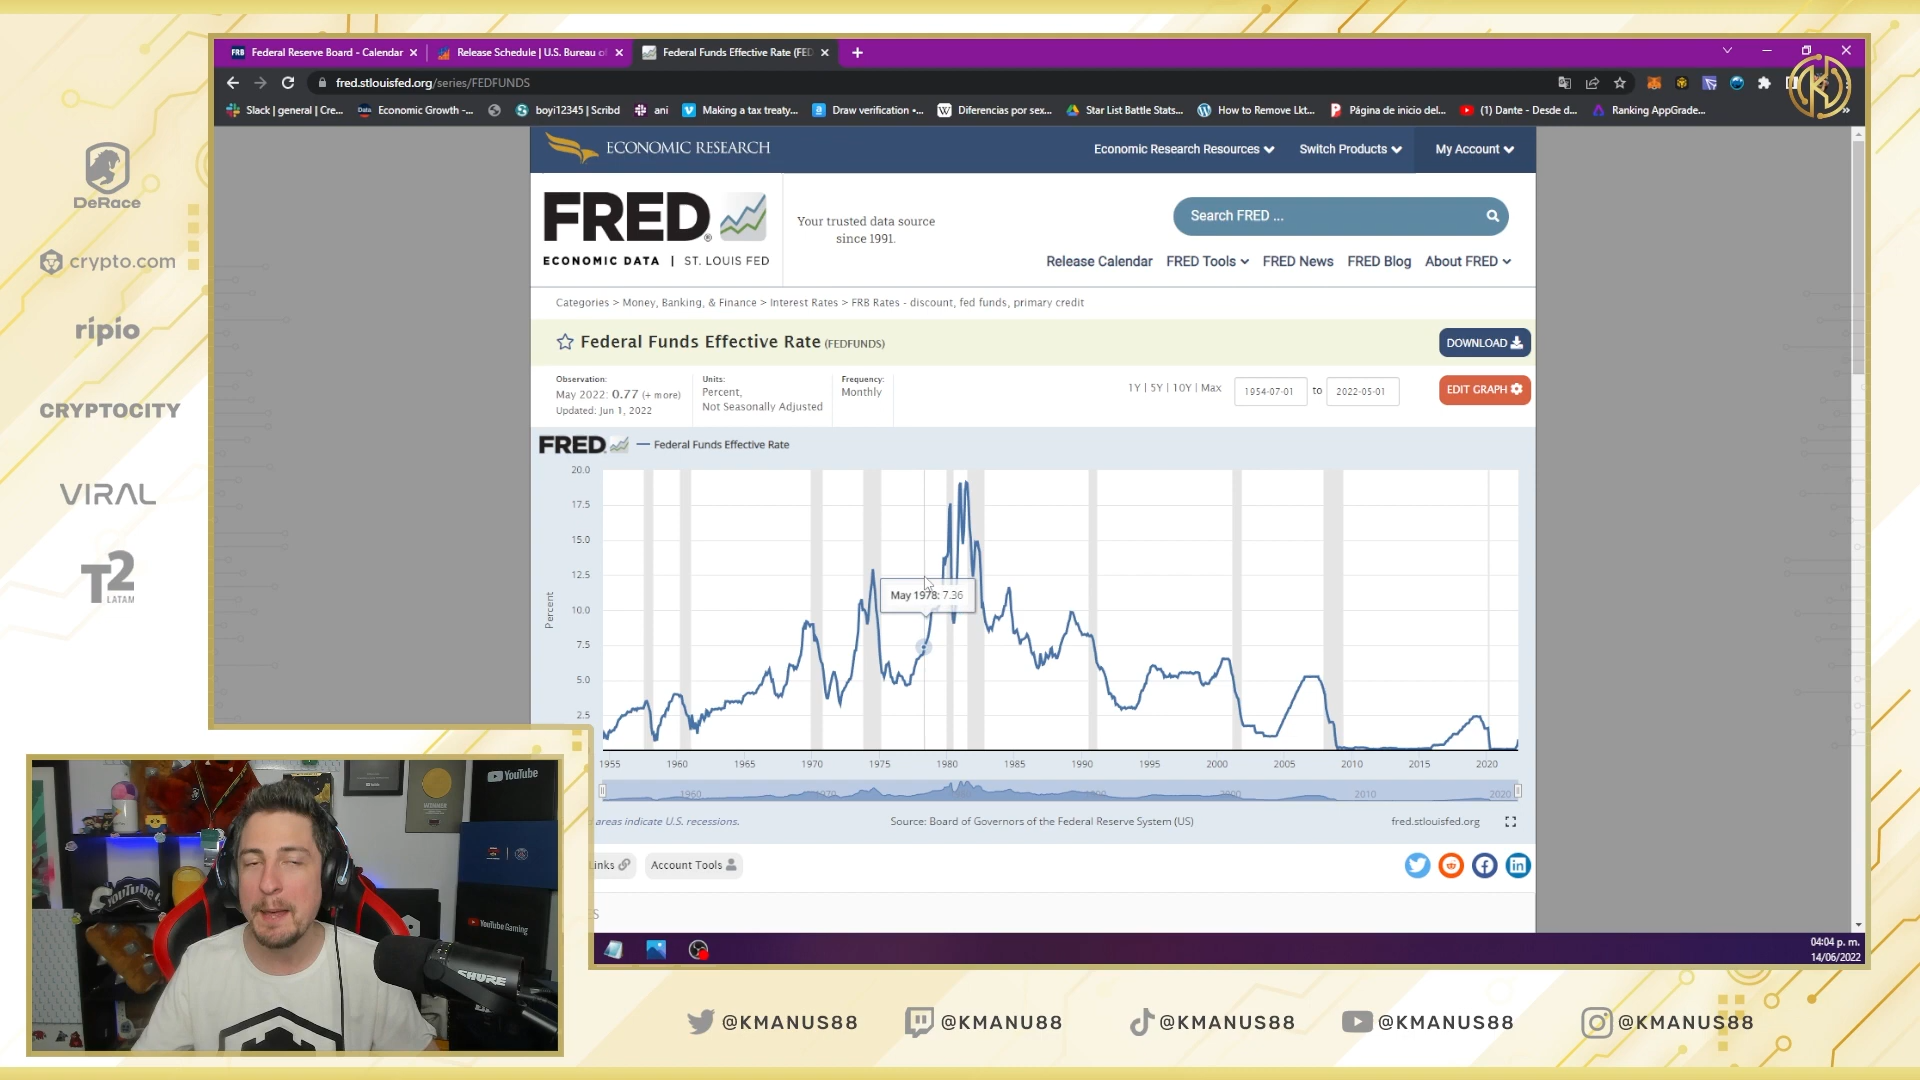 Federal Reserve Board - Calendar
Release Schedule | U.S. Bureau of
Federal Funds Effective Rate (FED
fred.stlouisfed.org/series/FEDFUNDS
Slack | general | Cre...
Economic Growth -...
boyi12345 | Scribd
ani
Making a tax treaty...
Draw verification •...
Diferencias por sex...
Star List Battle Stats...
How to Remove Lkt...
Página de inicio del...
(1) Dante - Desde d...
Ranking AppGrade...
ECONOMIC RESEARCH
Economic Research Resources
Switch Products
My Account
FRED
ECONOMIC DATA | ST. LOUIS FED
Your trusted data source
since 1991.
Search FRED ...
Release Calendar
FRED Tools
FRED News
FRED Blog
About FRED
Categories > Money, Banking, & Finance > Interest Rates > FRB Rates - discount, fed funds, primary credit
Federal Funds Effective Rate (FEDFUNDS)
DOWNLOAD
Observation:
May 2022: 0.77 (+ more)
Updated: Jun 1, 2022
Units:
Percent,
Not Seasonally Adjusted
Frequency:
Monthly
1Y | 5Y | 10Y | Max
1954-07-01 to 2022-05-01
EDIT GRAPH
FRED
Federal Funds Effective Rate
20.0
17.5
15.0
12.5
10.0
7.5
5.0
2.5
Percent
May 1978: 7.36
1955 1960 1965 1970 1975 1980 1985 1990 1995 2000 2005 2010 2015 2020
1960 1970 1990 2000 2010 2020
areas indicate U.S. recessions.
Source: Board of Governors of the Federal Reserve System (US)
fred.stlouisfed.org
inks
Account Tools
04:04 p. m.
14/06/2022
DeRace
crypto.com
ripio
CRYPTOCITY
VIRAL
T2
LATAM
YouTube
YouTube
YouTube Gaming
SHURE
@KMANUS88
@KMANU88
@KMANUS88
@KMANUS88
@KMANUS88